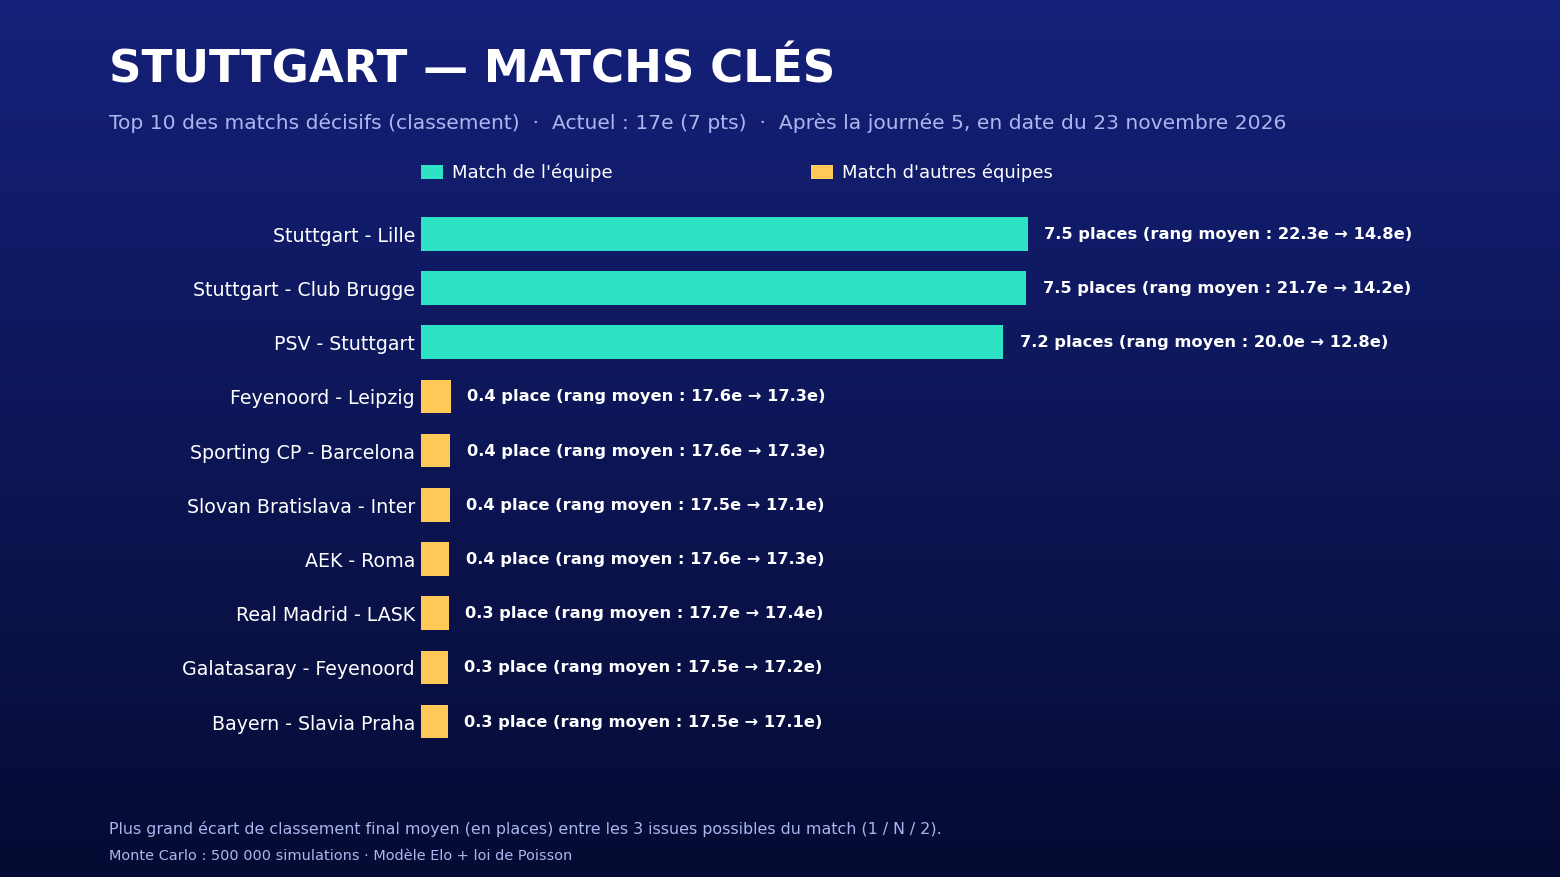 STUTTGART — MATCHS CLÉS
Top 10 des matchs décisifs (classement) · Actuel : 17e (7 pts) · Après la journée 5, en date du 23 novembre 2026
Match de l'équipe
Match d'autres équipes
Stuttgart - Lille 7.5 places (rang moyen : 22.3e → 14.8e)
Stuttgart - Club Brugge 7.5 places (rang moyen : 21.7e → 14.2e)
PSV - Stuttgart 7.2 places (rang moyen : 20.0e → 12.8e)
Feyenoord - Leipzig 0.4 place (rang moyen : 17.6e → 17.3e)
Sporting CP - Barcelona 0.4 place (rang moyen : 17.6e → 17.3e)
Slovan Bratislava - Inter 0.4 place (rang moyen : 17.5e → 17.1e)
AEK - Roma 0.4 place (rang moyen : 17.6e → 17.3e)
Real Madrid - LASK 0.3 place (rang moyen : 17.7e → 17.4e)
Galatasaray - Feyenoord 0.3 place (rang moyen : 17.5e → 17.2e)
Bayern - Slavia Praha 0.3 place (rang moyen : 17.5e → 17.1e)
Plus grand écart de classement final moyen (en places) entre les 3 issues possibles du match (1 / N / 2).
Monte Carlo : 500 000 simulations · Modèle Elo + loi de Poisson